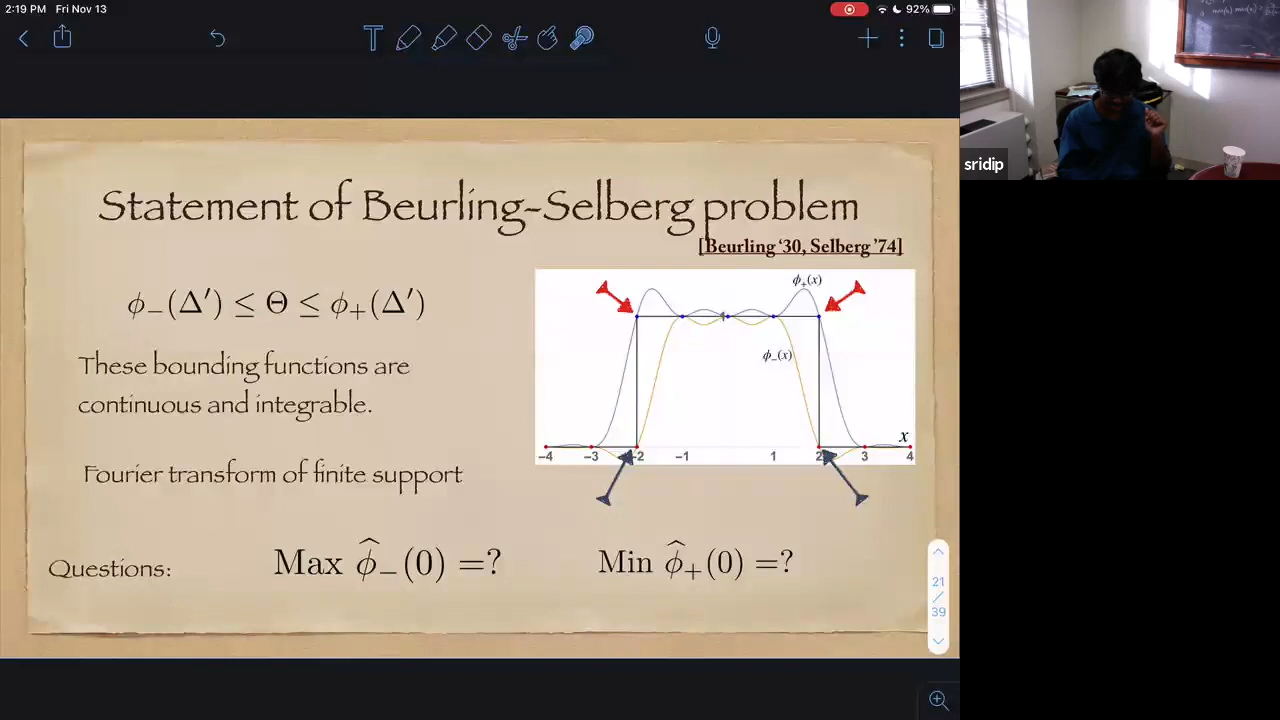 2:19 PM Fri Nov 13
92%
Statement of Beurling-Selberg problem
[Beurling ‘30, Selberg ’74]
ϕ₋(Δ′) ≤ Θ ≤ ϕ₊(Δ′)
These bounding functions are
continuous and integrable.
Fourier transform of finite support
ϕ₊(x)
ϕ₋(x)
x
−4 −3 −2 −1 1 2 3 4
Questions:
Max ϕ̂₋(0) =?
Min ϕ̂₊(0) =?
21
/
39
sridip